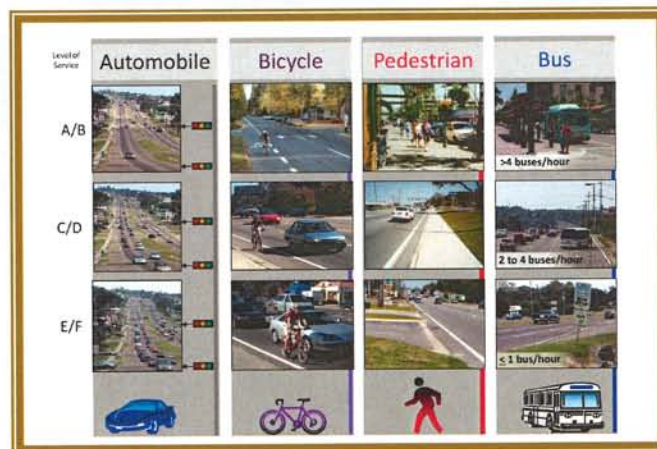 Level of
Service
Automobile
Bicycle
Pedestrian
Bus
A/B
>4 buses/hour
C/D
2 to 4 buses/hour
E/F
≤ 1 bus/hour